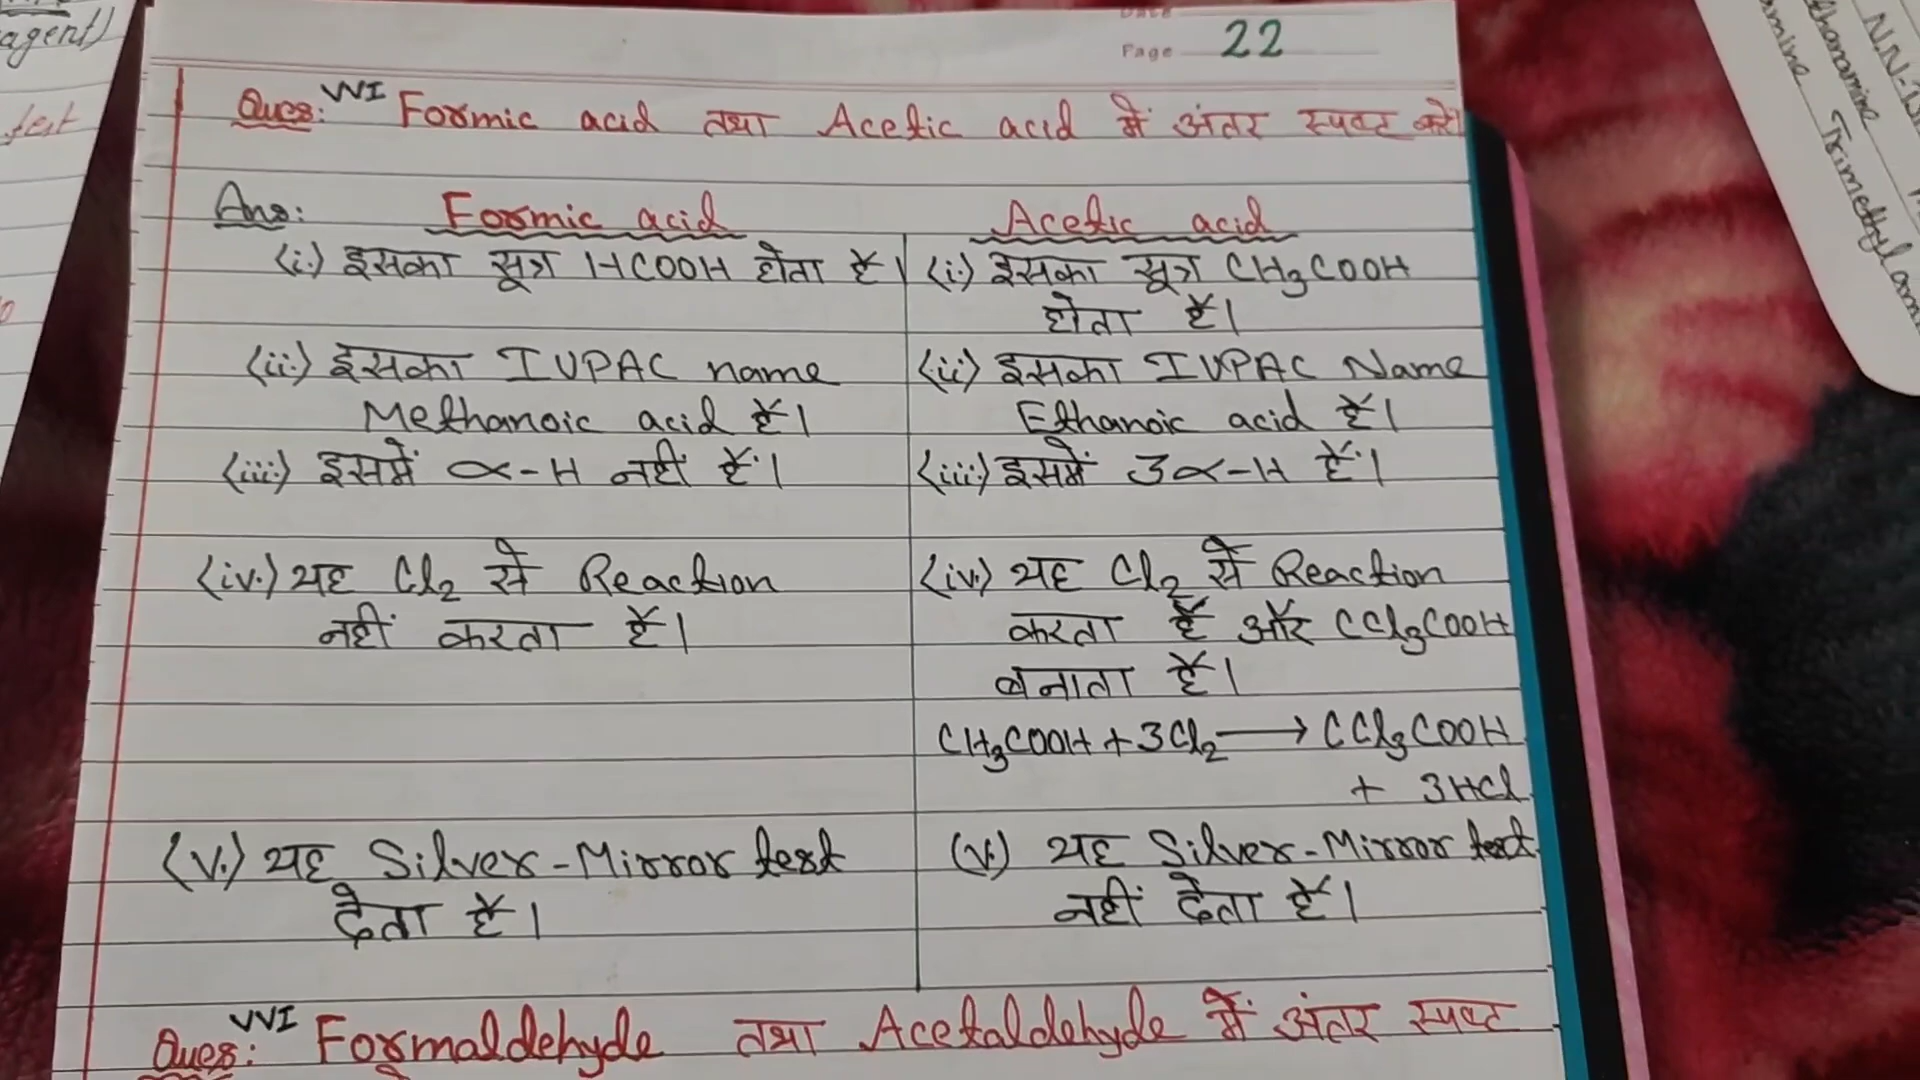 agent)
test
Page 22
Ques: VVI Formic acid तथा Acetic acid में अंतर स्पष्ट करें।
Ans: Formic acid
(i.) इसका सूत्र HCOOH होता है।
(ii.) इसका IUPAC name
Methanoic acid है।
(iii.) इसमें α-H नहीं है।
(iv.) यह Cl₂ से Reaction
नहीं करता है।
(v.) यह Silver-Mirror test
देता है।
Acetic acid
(i.) इसका सूत्र CH₃COOH
होता है।
(ii.) इसका IUPAC Name
Ethanoic acid है।
(iii.) इसमें 3α-H है।
(iv.) यह Cl₂ से Reaction
करता है और CCl₃COOH
बनाता है।
CH₃COOH + 3Cl₂ → CCl₃COOH
+ 3HCl
(v.) यह Silver-Mirror test
नहीं देता है।
Ques: VVI Formaldehyde तथा Acetaldehyde में अंतर स्पष्ट